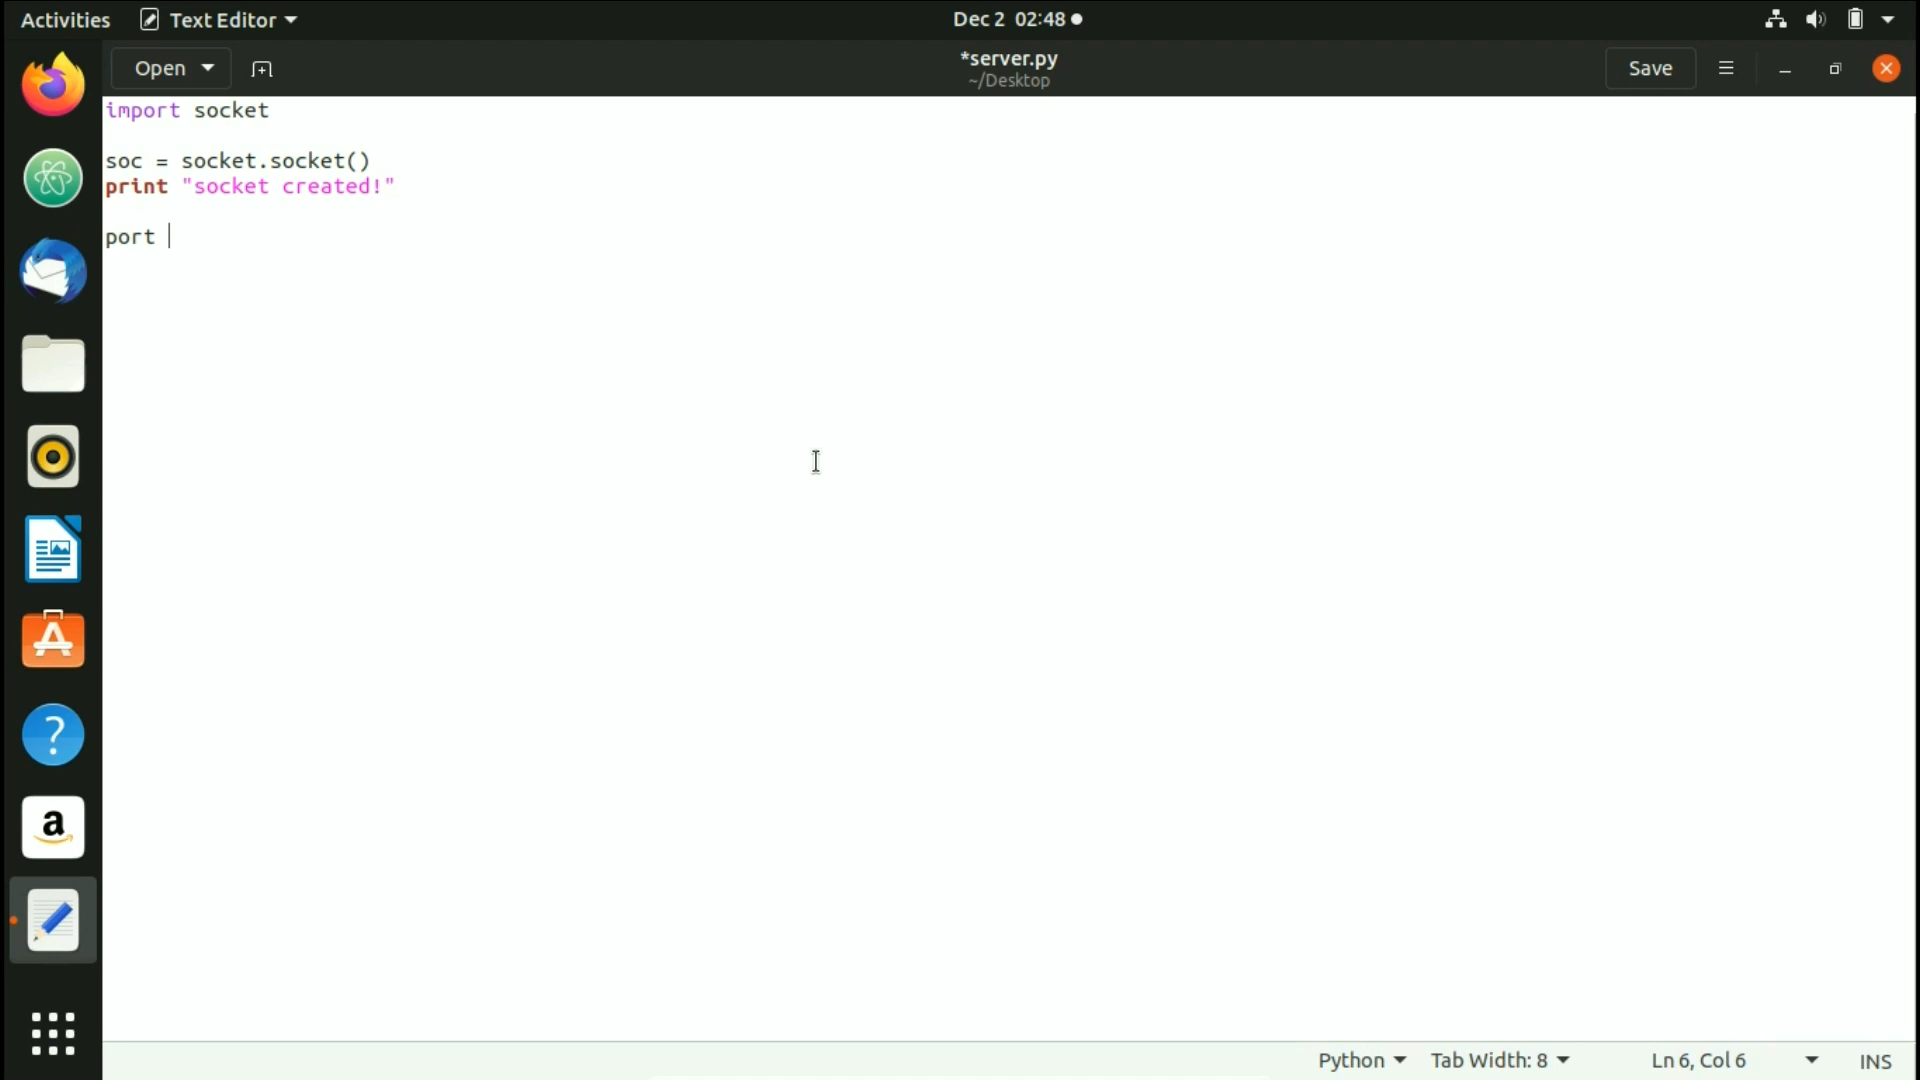 Activities Text Editor Dec 2 02:48
Open *server.py Save
~/Desktop
import socket
soc = socket.socket()
print "socket created!"
port
Python Tab Width: 8 Ln 6, Col 6 INS